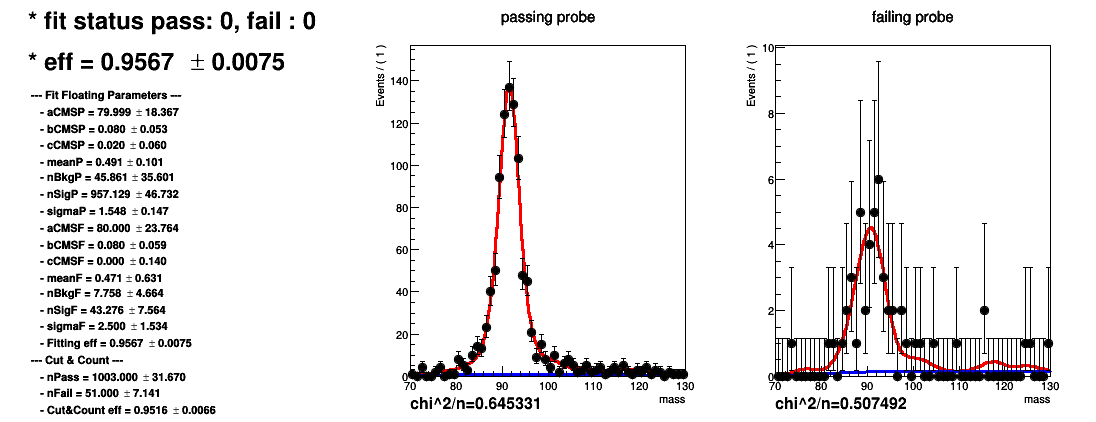 * fit status pass: 0, fail : 0
* eff = 0.9567 ± 0.0075
--- Fit Floating Parameters ---
- aCMSP = 79.999 ± 18.367
- bCMSP = 0.080 ± 0.053
- cCMSP = 0.020 ± 0.060
- meanP = 0.491 ± 0.101
- nBkgP = 45.861 ± 35.601
- nSigP = 957.129 ± 46.732
- sigmaP = 1.548 ± 0.147
- aCMSF = 80.000 ± 23.764
- bCMSF = 0.080 ± 0.059
- cCMSF = 0.000 ± 0.140
- meanF = 0.471 ± 0.631
- nBkgF = 7.758 ± 4.664
- nSigF = 43.276 ± 7.564
- sigmaF = 2.500 ± 1.534
- Fitting eff = 0.9567 ± 0.0075
--- Cut & Count ---
- nPass = 1003.000 ± 31.670
- nFail = 51.000 ± 7.141
- Cut&Count eff = 0.9516 ± 0.0066
passing probe
Events / ( 1 )
140
120
100
80
60
40
20
0
70 80 90 100 110 120 130
mass
chi^2/n=0.645331
failing probe
Events / ( 1 )
10
8
6
4
2
0
70 80 90 100 110 120 130
mass
chi^2/n=0.507492